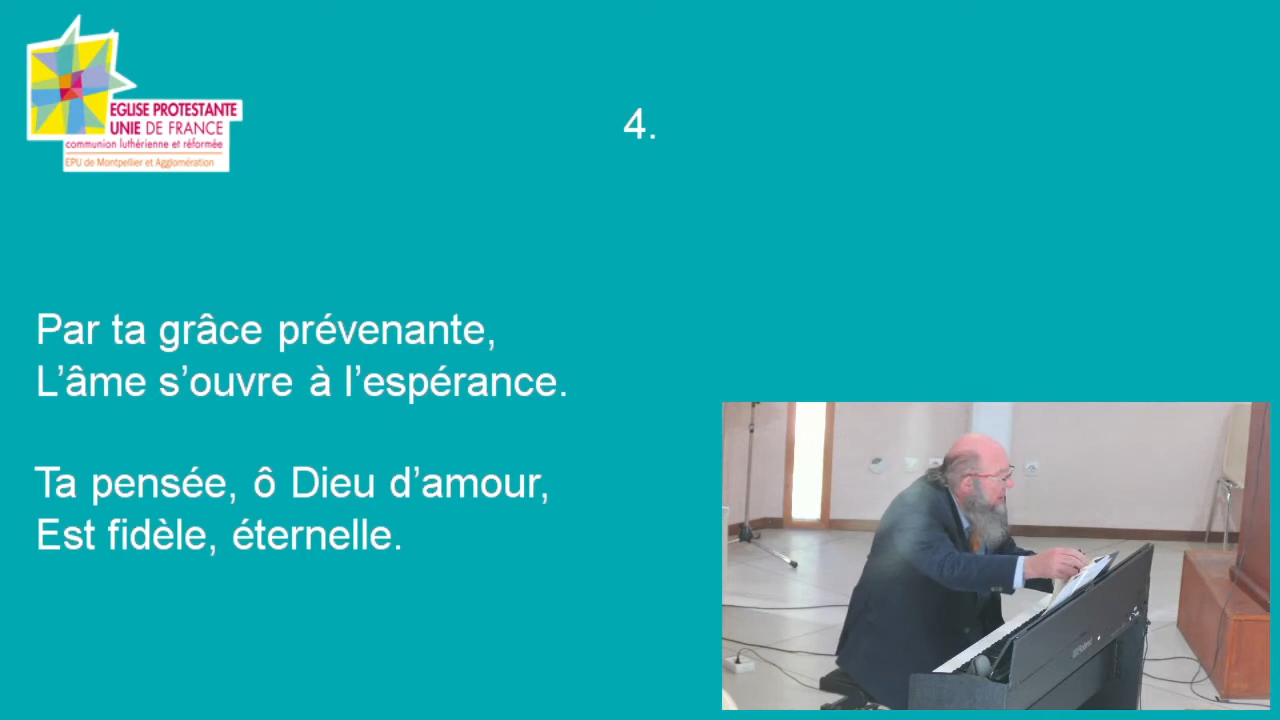 EGLISE PROTESTANTE
UNIE DE FRANCE
communion luthérienne et réformée
EPU de Montpellier et Agglomération
4.
Par ta grâce prévenante,
L’âme s’ouvre à l’espérance.
Ta pensée, ô Dieu d’amour,
Est fidèle, éternelle.
Roland